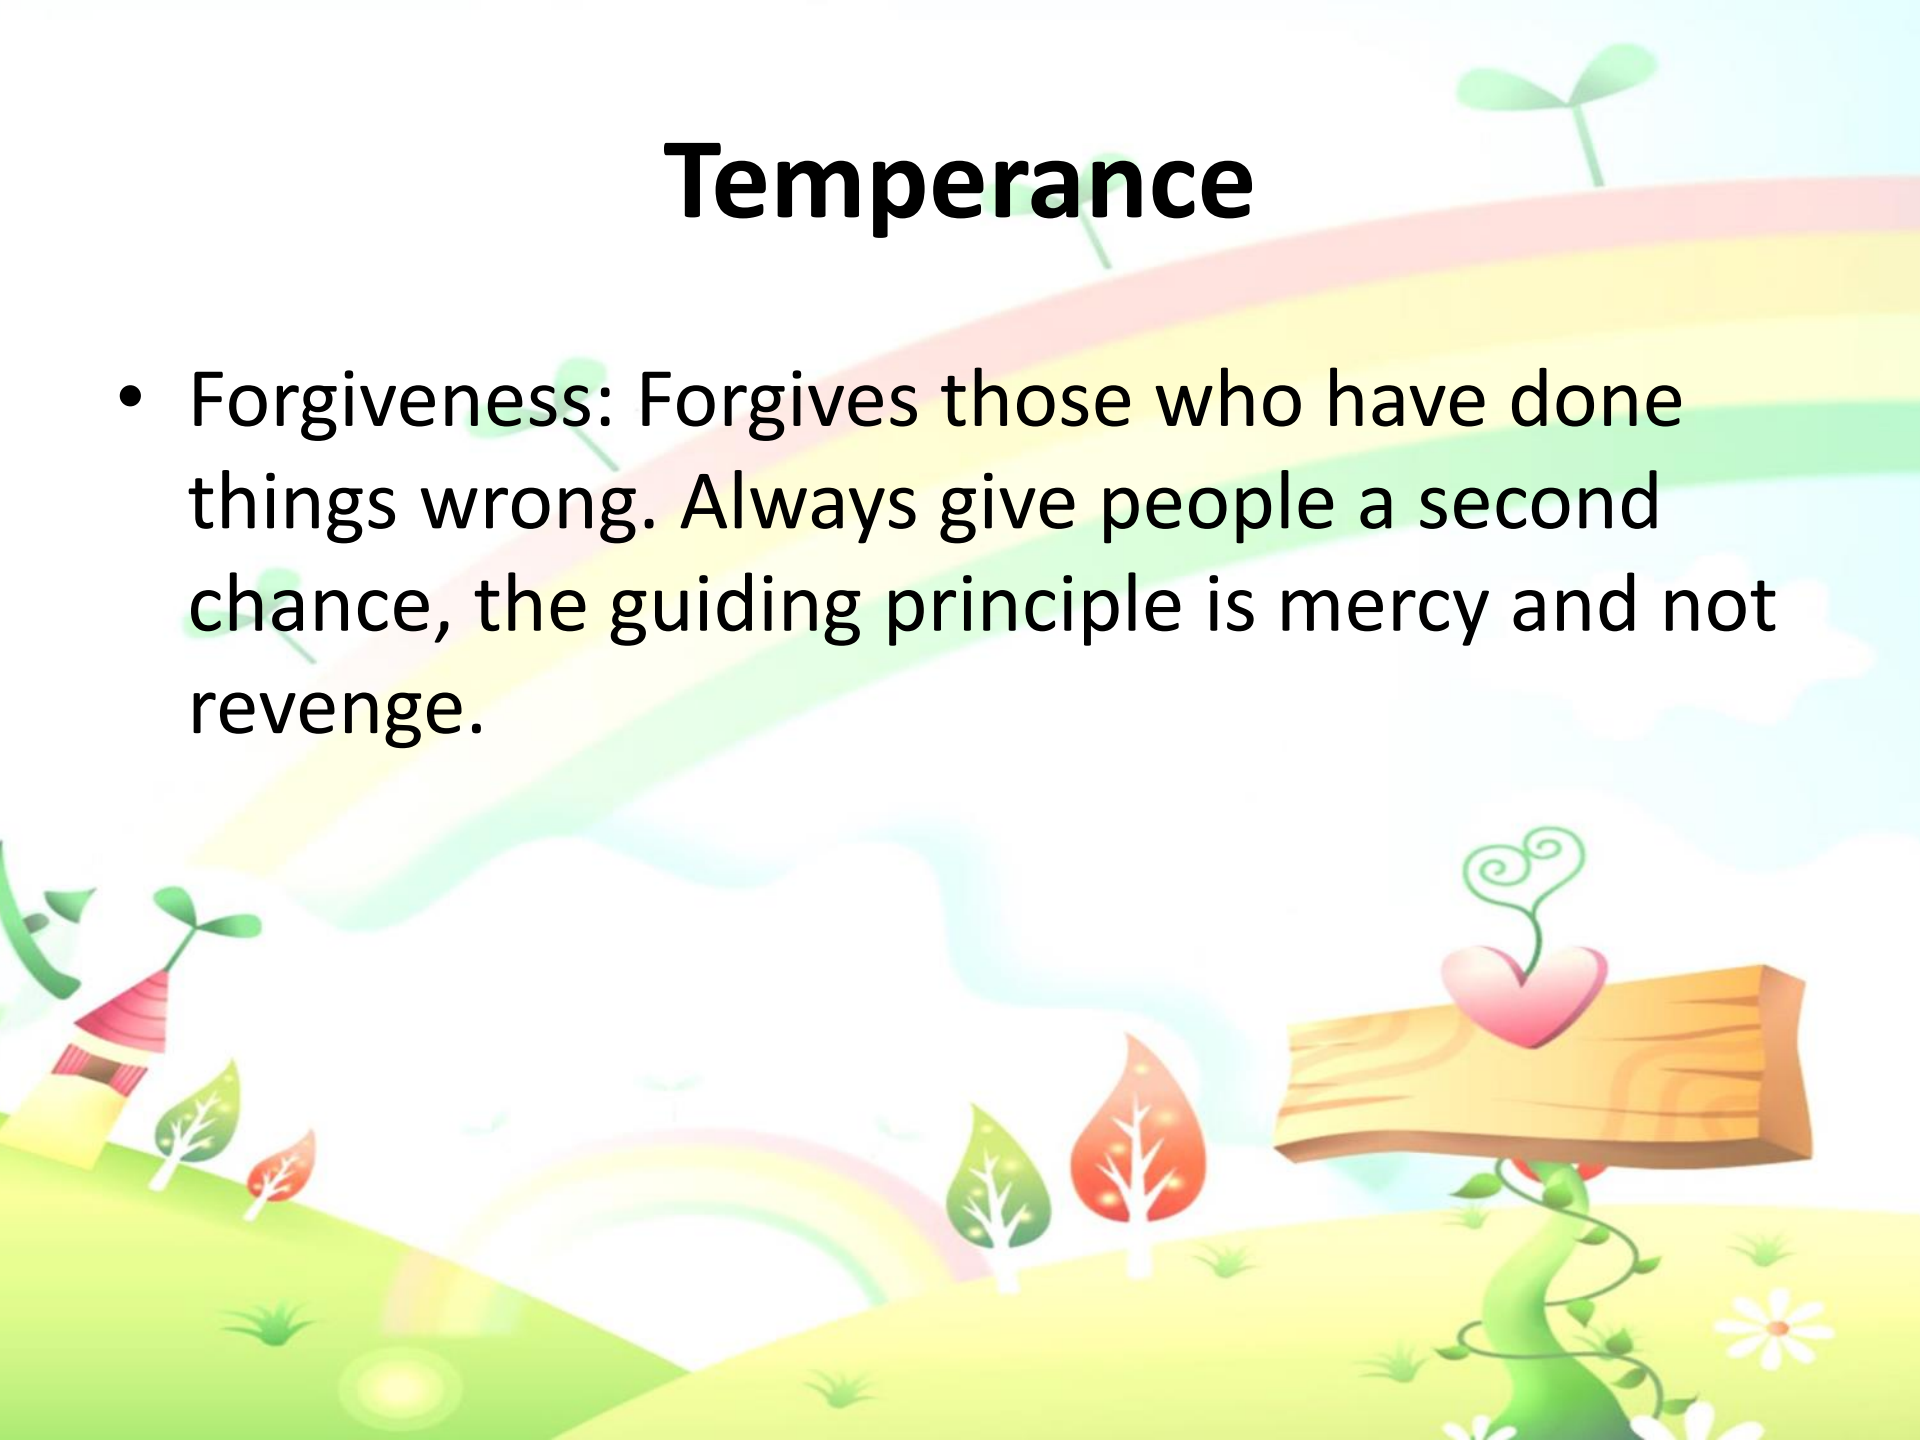 Temperance
• Forgiveness: Forgives those who have done
things wrong. Always give people a second
chance, the guiding principle is mercy and not
revenge.